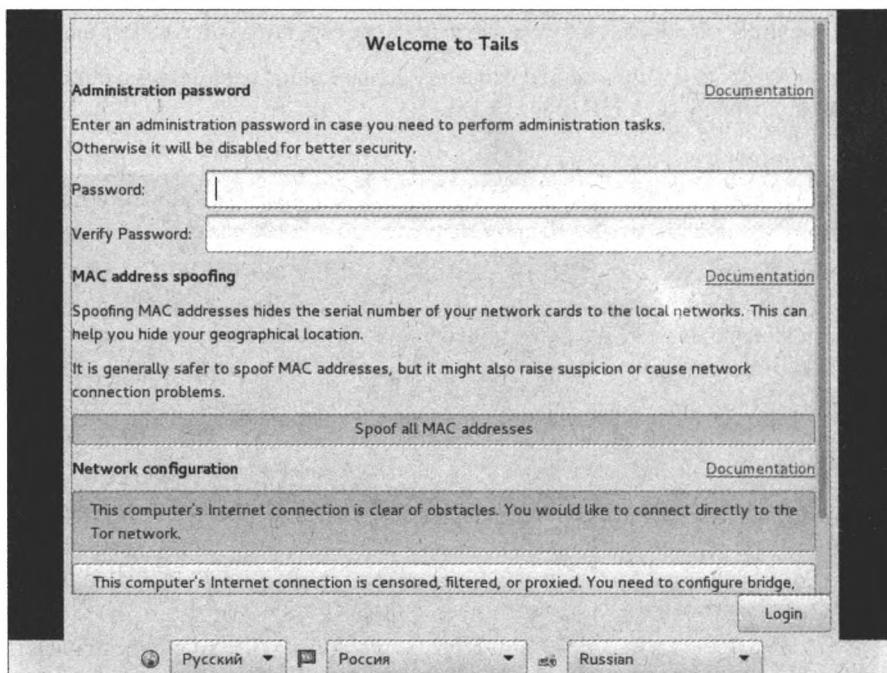 Welcome to Tails
Administration password
Documentation
Enter an administration password in case you need to perform administration tasks.
Otherwise it will be disabled for better security.
Password:
Verify Password:
MAC address spoofing
Documentation
Spoofing MAC addresses hides the serial number of your network cards to the local networks. This can
help you hide your geographical location.
It is generally safer to spoof MAC addresses, but it might also raise suspicion or cause network
connection problems.
Spoof all MAC addresses
Network configuration
Documentation
This computer's Internet connection is clear of obstacles. You would like to connect directly to the
Tor network.
This computer's Internet connection is censored, filtered, or proxied. You need to configure bridge,
Login
Русский
Россия
Russian